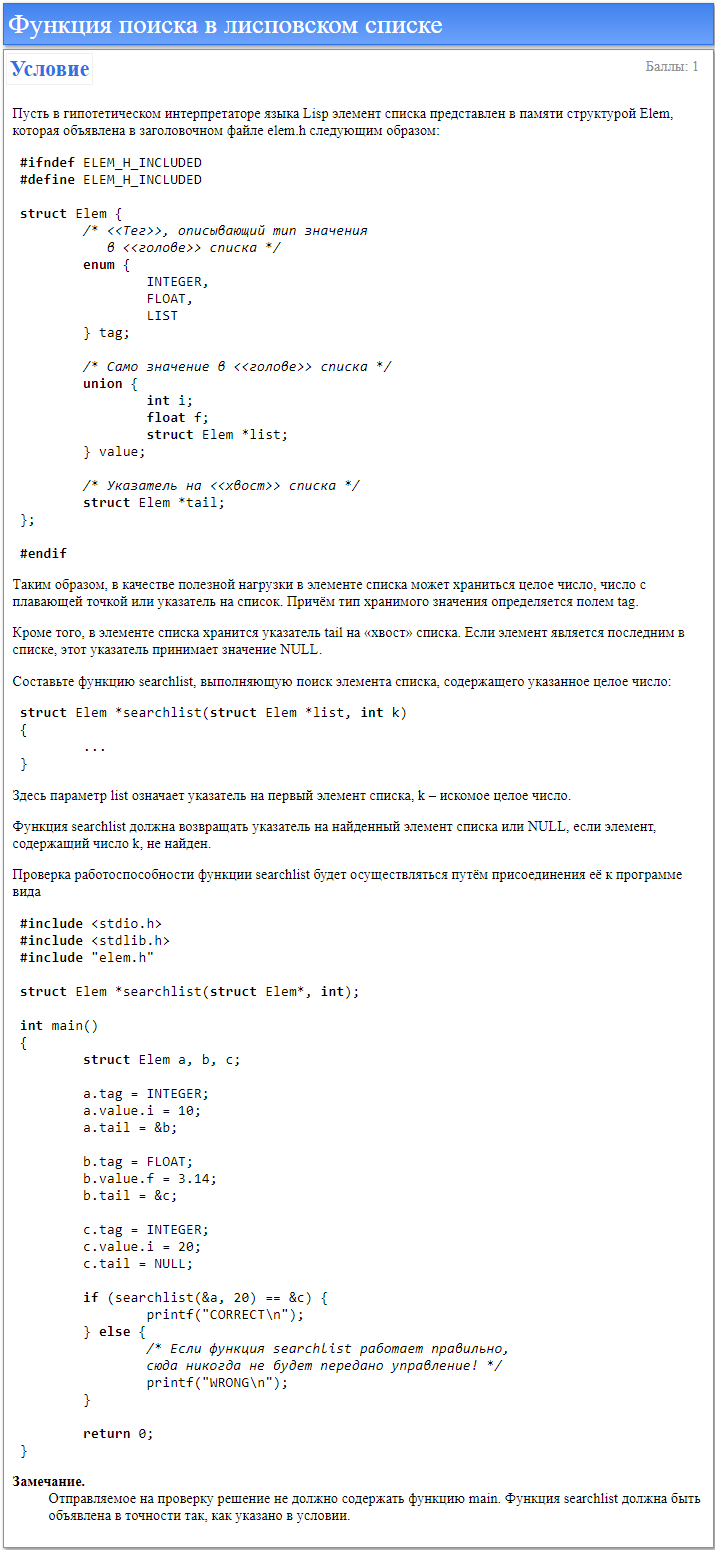 Функция поиска в лисповском списке
Условие
Баллы: 1
Пусть в гипотетическом интерпретаторе языка Lisp элемент списка представлен в памяти структурой Elem,
которая объявлена в заголовочном файле elem.h следующим образом:
#ifndef ELEM_H_INCLUDED
#define ELEM_H_INCLUDED
struct Elem {
/* <<Тег>>, описывающий тип значения
в <<голове>> списка */
enum {
INTEGER,
FLOAT,
LIST
} tag;
/* Само значение в <<голове>> списка */
union {
int i;
float f;
struct Elem *list;
} value;
/* Указатель на <<хвост>> списка */
struct Elem *tail;
};
#endif
Таким образом, в качестве полезной нагрузки в элементе списка может храниться целое число, число с
плавающей точкой или указатель на список. Причём тип хранимого значения определяется полем tag.
Кроме того, в элементе списка хранится указатель tail на «хвост» списка. Если элемент является последним в
списке, этот указатель принимает значение NULL.
Составьте функцию searchlist, выполняющую поиск элемента списка, содержащего указанное целое число:
struct Elem *searchlist(struct Elem *list, int k)
{
...
}
Здесь параметр list означает указатель на первый элемент списка, k – искомое целое число.
Функция searchlist должна возвращать указатель на найденный элемент списка или NULL, если элемент,
содержащий число k, не найден.
Проверка работоспособности функции searchlist будет осуществляться путём присоединения её к программе
вида
#include <stdio.h>
#include <stdlib.h>
#include "elem.h"
struct Elem *searchlist(struct Elem*, int);
int main()
{
struct Elem a, b, c;
a.tag = INTEGER;
a.value.i = 10;
a.tail = &b;
b.tag = FLOAT;
b.value.f = 3.14;
b.tail = &c;
c.tag = INTEGER;
c.value.i = 20;
c.tail = NULL;
if (searchlist(&a, 20) == &c) {
printf("CORRECT\n");
} else {
/* Если функция searchlist работает правильно,
сюда никогда не будет передано управление! */
printf("WRONG\n");
}
return 0;
}
Замечание.
Отправляемое на проверку решение не должно содержать функцию main. Функция searchlist должна быть
объявлена в точности так, как указано в условии.